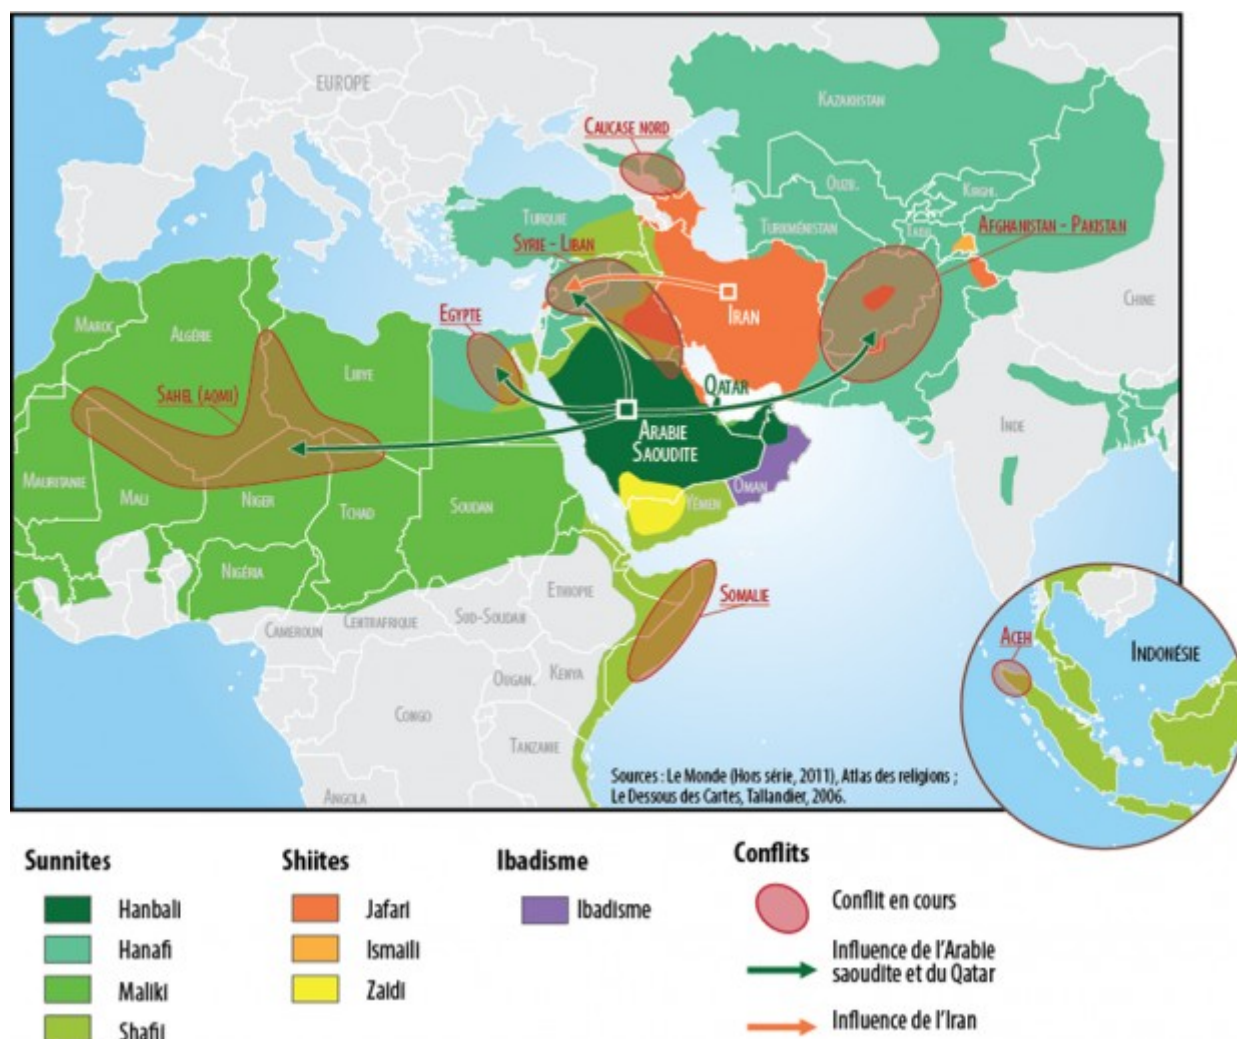 EUROPE
KAZAKHSTAN
CAUCASE NORD
OUZB.
KIRGHI.
TURQUIE
TURKMÉNISTAN
TADJ.
AFGHANISTAN - PAKISTAN
SYRIE - LIBAN
CHINE
MAROC
ALGÉRIE
EGYPTE
IRAN
LIBYE
QATAR
SAHEL (AQMI)
ARABIE
SAOUDITE
INDE
MAURITANIE
MALI
NIGER
TCHAD
SOUDAN
YÉMEN
OMAN
NIGÉRIA
ETHIOPIE
SOMALIE
CAMEROUN
CENTRAFRIQUE
SUD-SOUDAN
OUGAN.
KENYA
CONGO
TANZANIE
ANGOLA
ACEH
INDONÉSIE
Sources : Le Monde (Hors série, 2011), Atlas des religions ;
Le Dessous des Cartes, Tallandier, 2006.
Sunnites
Hanbali
Hanafi
Maliki
Shafii
Shiites
Jafari
Ismaili
Zaidi
Ibadisme
Ibadisme
Conflits
Conflit en cours
Influence de l'Arabie
saoudite et du Qatar
Influence de l'Iran